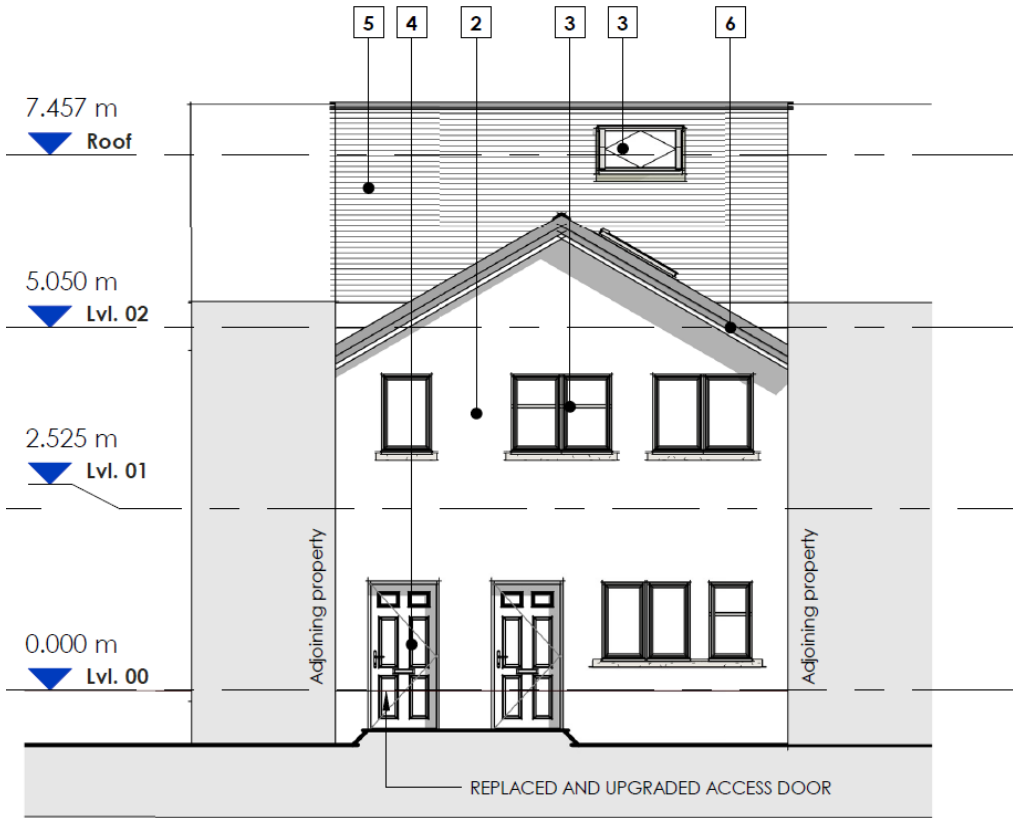 5 4 2 3 3 6
7.457 m
Roof
5.050 m
Lvl. 02
2.525 m
Lvl. 01
Adjoining property
Adjoining property
0.000 m
Lvl. 00
REPLACED AND UPGRADED ACCESS DOOR